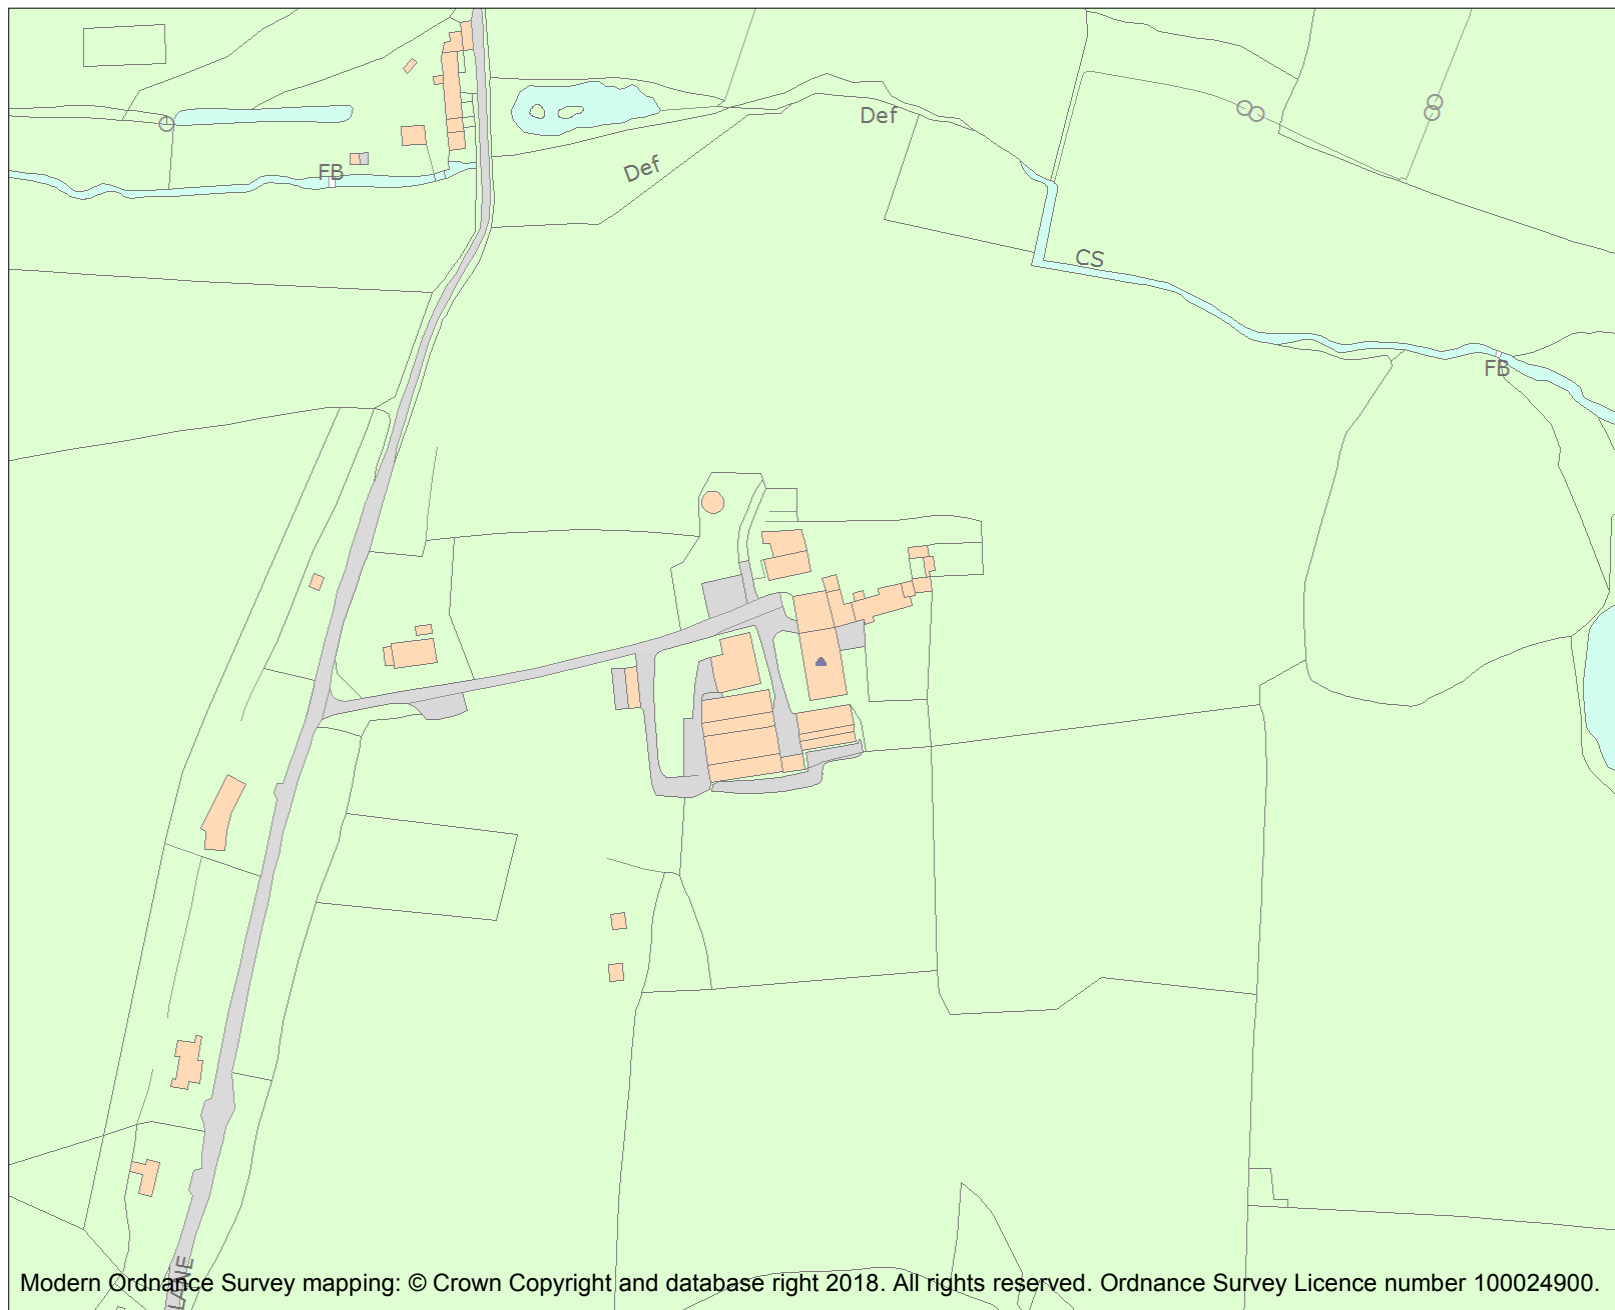 Def
Def
FB
CS
FB
LANE
Modern Ordnance Survey mapping: © Crown Copyright and database right 2018. All rights reserved. Ordnance Survey Licence number 100024900.